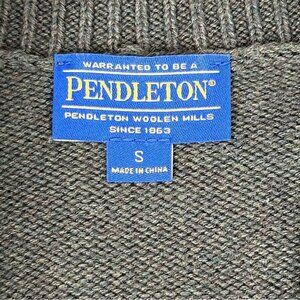 WARRANTED TO BE A
PENDLETON®
PENDLETON WOOLEN MILLS
SINCE 1863
S
MADE IN CHINA